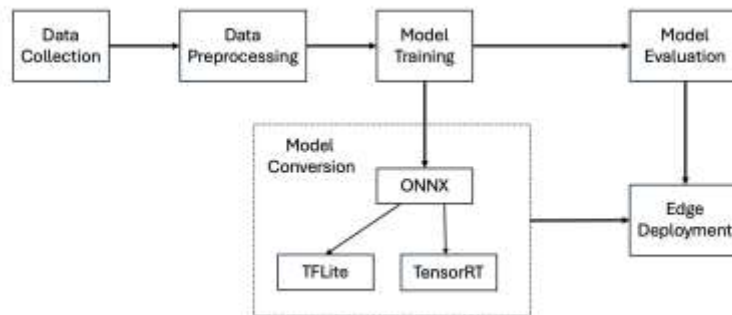 Data
Collection
Data
Preprocessing
Model
Training
Model
Evaluation
Model
Conversion
ONNX
TFLite
TensorRT
Edge
Deployment